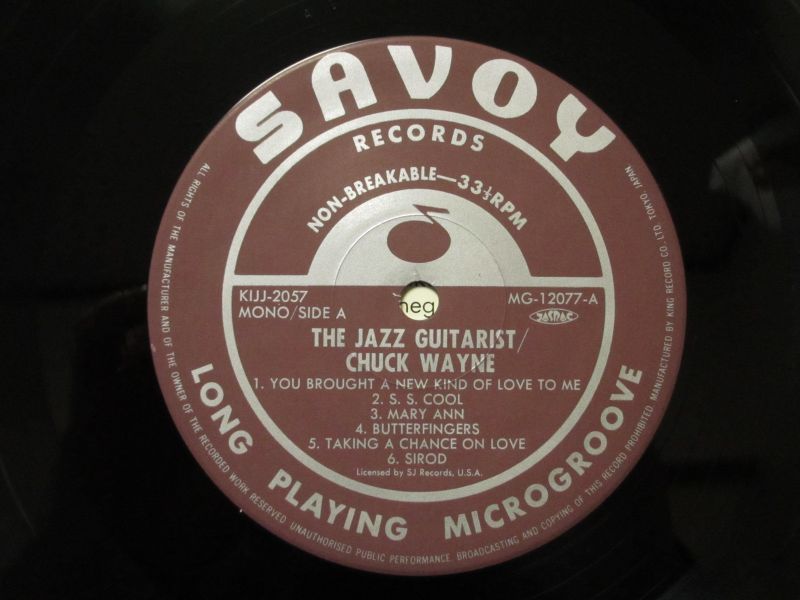 SAVOY
RECORDS
NON-BREAKABLE—33⅓RPM
KIJJ-2057
MONO/SIDE A
neg
MG-12077-A
JASRAC
THE JAZZ GUITARIST/
CHUCK WAYNE
1. YOU BROUGHT A NEW KIND OF LOVE TO ME
2. S. S. COOL
3. MARY ANN
4. BUTTERFINGERS
5. TAKING A CHANCE ON LOVE
6. SIROD
Licensed by SJ Records, U.S.A.
LONG PLAYING MICROGROOVE
ALL RIGHTS OF THE MANUFACTURER AND OF THE OWNER OF THE RECORDED WORK RESERVED UNAUTHORISED PUBLIC PERFORMANCE. BROADCASTING AND COPYING OF THIS RECORD PROHIBITED. MANUFACTURED BY KING RECORD CO. LTD. TOKYO, JAPAN